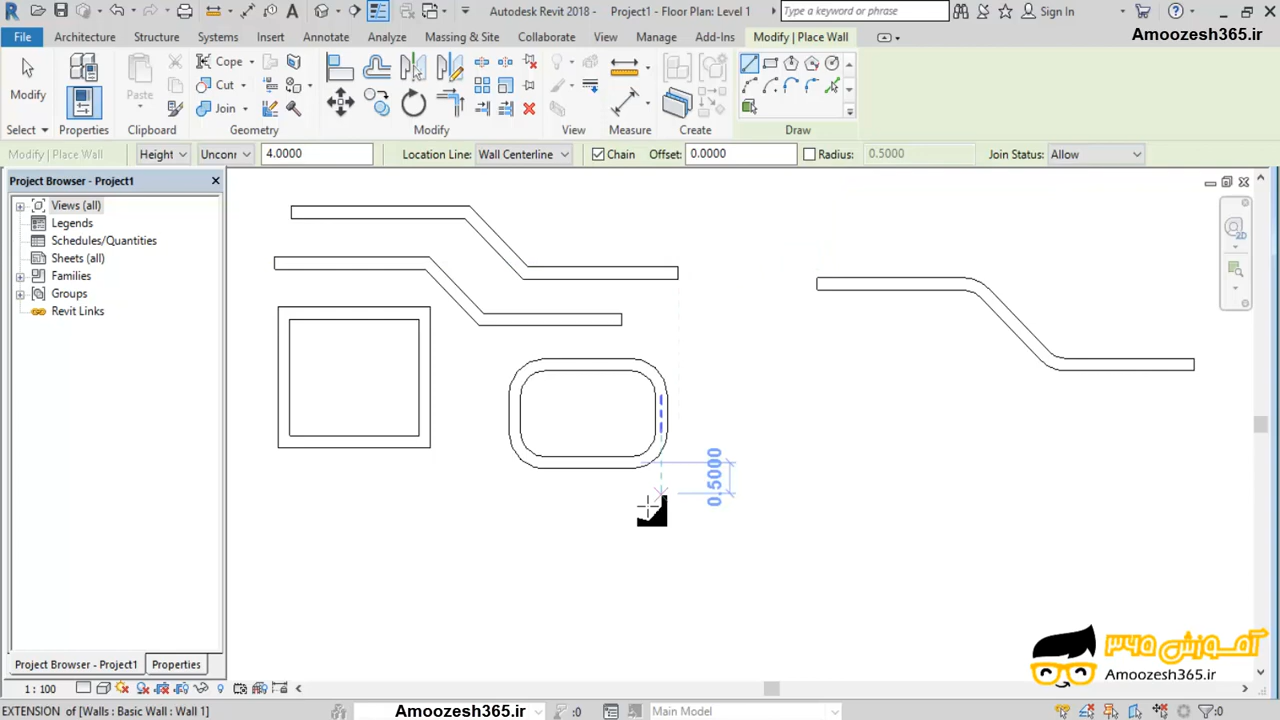 Autodesk Revit 2018 - Project1 - Floor Plan: Level 1
Type a keyword or phrase
Sign In
File Architecture Structure Systems Insert Annotate Analyze Massing & Site Collaborate View Manage Add-Ins Modify | Place Wall
Amoozesh365.ir
Modify
Paste
Cope
Cut
Join
Select Properties Clipboard Geometry Modify View Measure Create Draw
Modify | Place Wall Height Uncon 4.0000 Location Line: Wall Centerline Chain Offset: 0.0000 Radius: 0.5000 Join Status: Allow
Project Browser - Project1
Views (all)
Legends
Schedules/Quantities
Sheets (all)
Families
Groups
Revit Links
2D
0.5000
آمـوزش ۳۶۵
Amoozesh365.ir
Project Browser - Project1 Properties
1 : 100
EXTENSION of [Walls : Basic Wall : Wall 1]
Amoozesh365.ir
:0
Main Model
:0